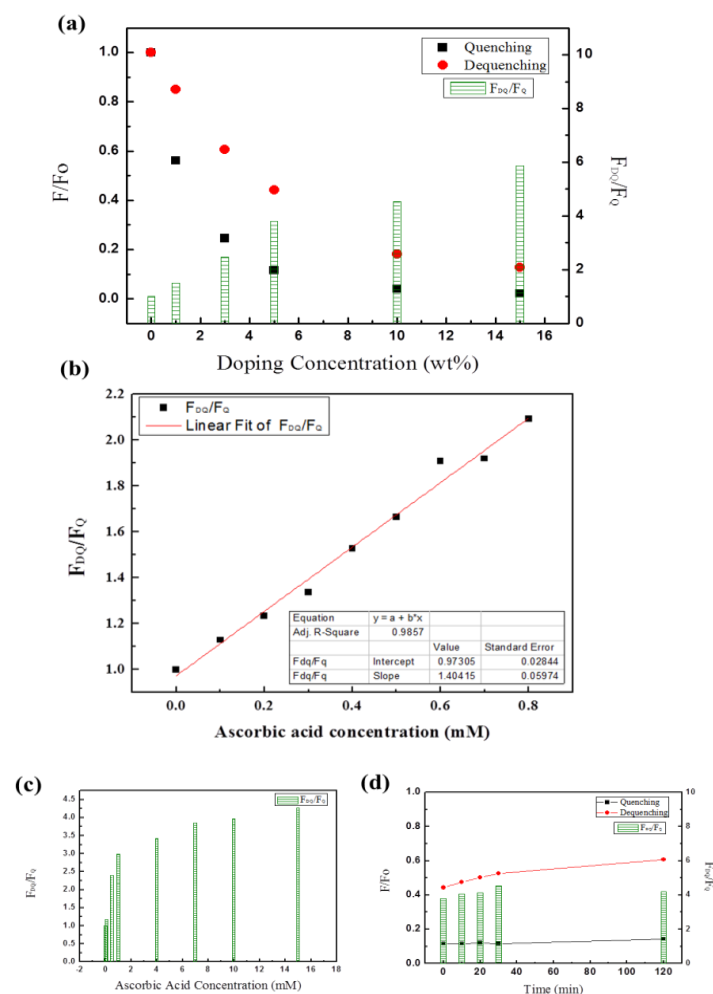 (a)
Quenching
Dequenching
F_DQ/F_Q
1.0
0.8
0.6
0.4
0.2
0.0
F/Fo
10
8
6
4
2
0
F_DQ/F_Q
0 2 4 6 8 10 12 14 16
Doping Concentration (wt%)
(b)
2.2
2.0
1.8
1.6
1.4
1.2
1.0
F_DQ/F_Q
F_DQ/F_Q
Linear Fit of F_DQ/F_Q
Equation y = a + b*x
Adj. R-Square 0.9857
Value Standard Error
Fdq/Fq Intercept 0.97305 0.02844
Fdq/Fq Slope 1.40415 0.05974
0.0 0.2 0.4 0.6 0.8
Ascorbic acid concentration (mM)
(c)
F_DQ/F_Q
4.5
4.0
3.5
3.0
2.5
2.0
1.5
1.0
0.5
0.0
F_DQ/F_Q
-2 0 2 4 6 8 10 12 14 16 18
Ascorbic Acid Concentration (mM)
(d)
Quenching
Dequenching
1.0
0.8
0.6
0.4
0.2
0.0
F/Fo
10
8
6
4
2
0
F_DQ/F_Q
0 20 40 60 80 100 120
Time (min)